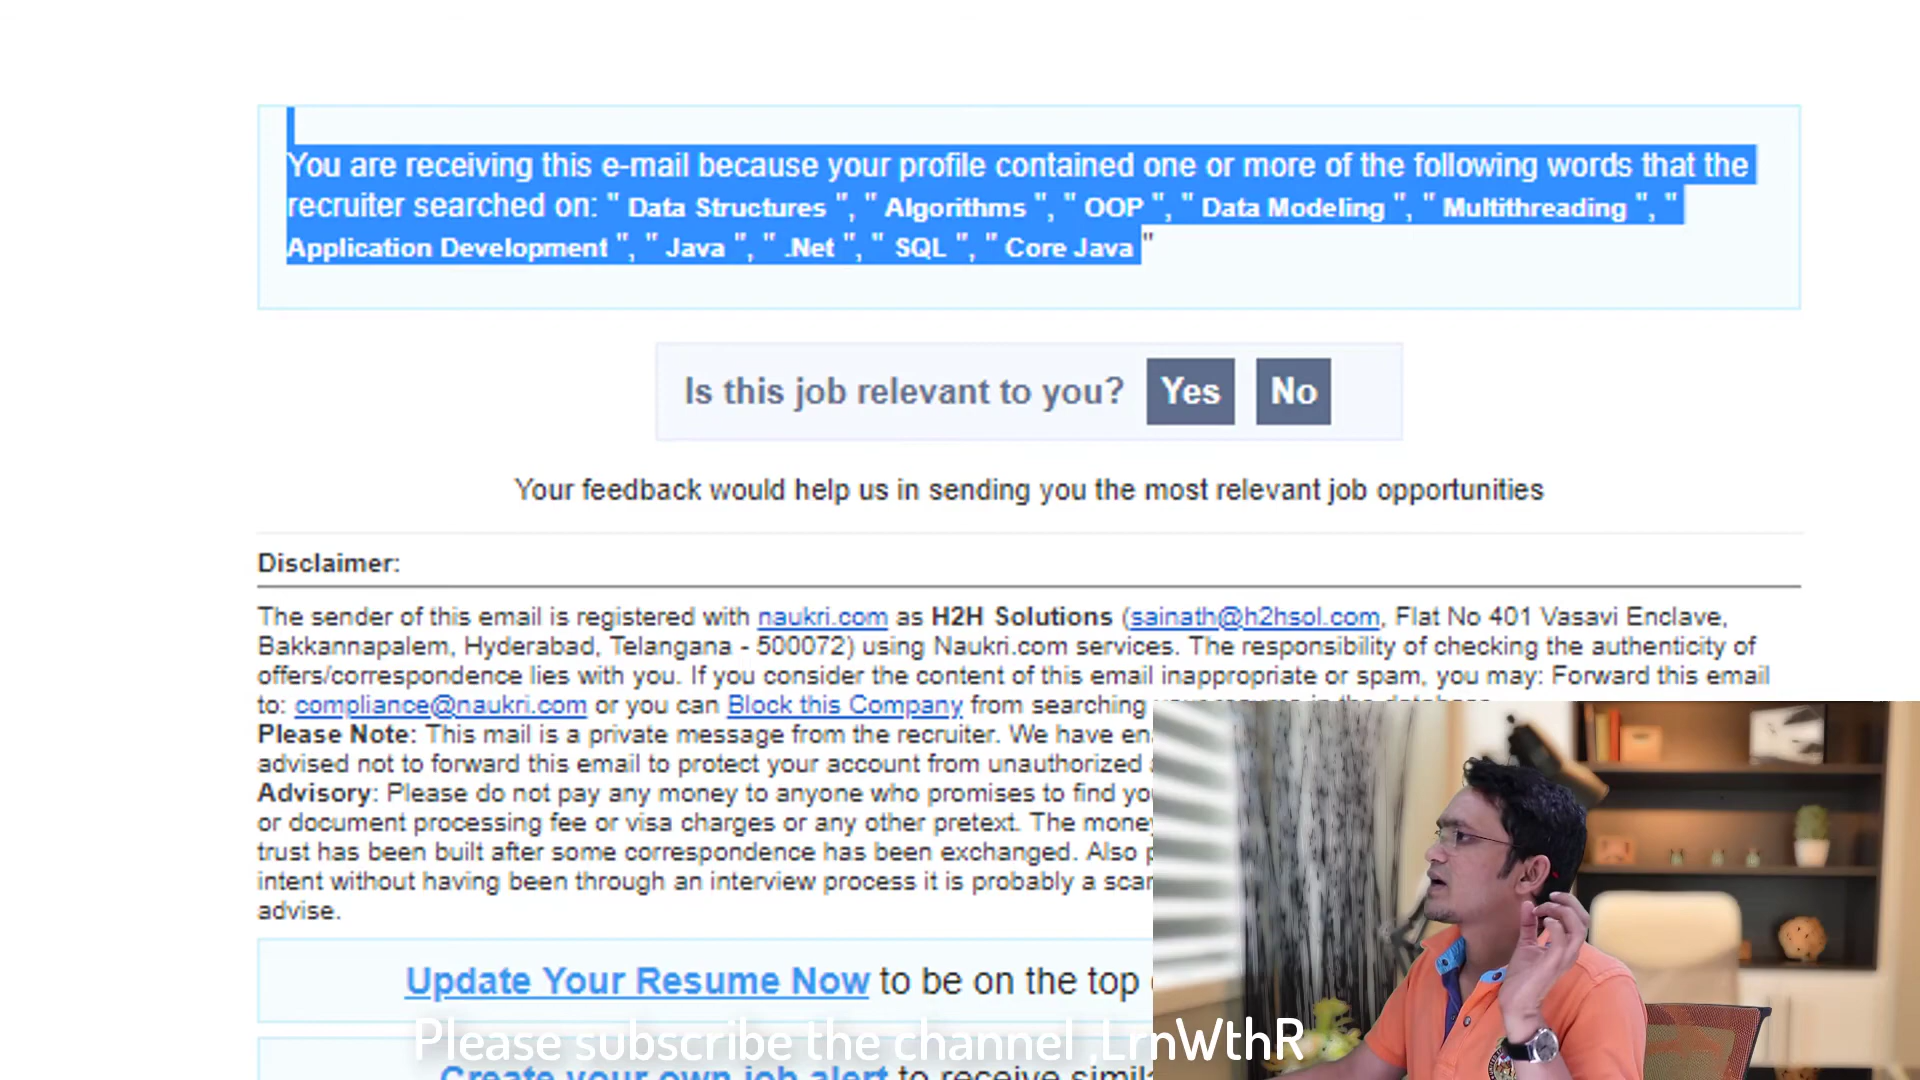 You are receiving this e-mail because your profile contained one or more of the following words that the
recruiter searched on: " Data Structures ", " Algorithms ", " OOP ", " Data Modeling ", " Multithreading ", "
Application Development ", " Java ", " .Net ", " SQL ", " Core Java "
Is this job relevant to you? Yes No
Your feedback would help us in sending you the most relevant job opportunities
Disclaimer:
The sender of this email is registered with naukri.com as H2H Solutions (sainath@h2hsol.com, Flat No 401 Vasavi Enclave,
Bakkannapalem, Hyderabad, Telangana - 500072) using Naukri.com services. The responsibility of checking the authenticity of
offers/correspondence lies with you. If you consider the content of this email inappropriate or spam, you may: Forward this email
to: compliance@naukri.com or you can Block this Company from searching
Please Note: This mail is a private message from the recruiter. We have
advised not to forward this email to protect your account from unauthorized
Advisory: Please do not pay any money to anyone who promises to find
or document processing fee or visa charges or any other pretext. The
trust has been built after some correspondence has been exchanged. Also
intent without having been through an interview process it is probably a
advise.
Update Your Resume Now to be on the top
Please subscribe the channel ,LrnWthR
Create your own job alert to receive